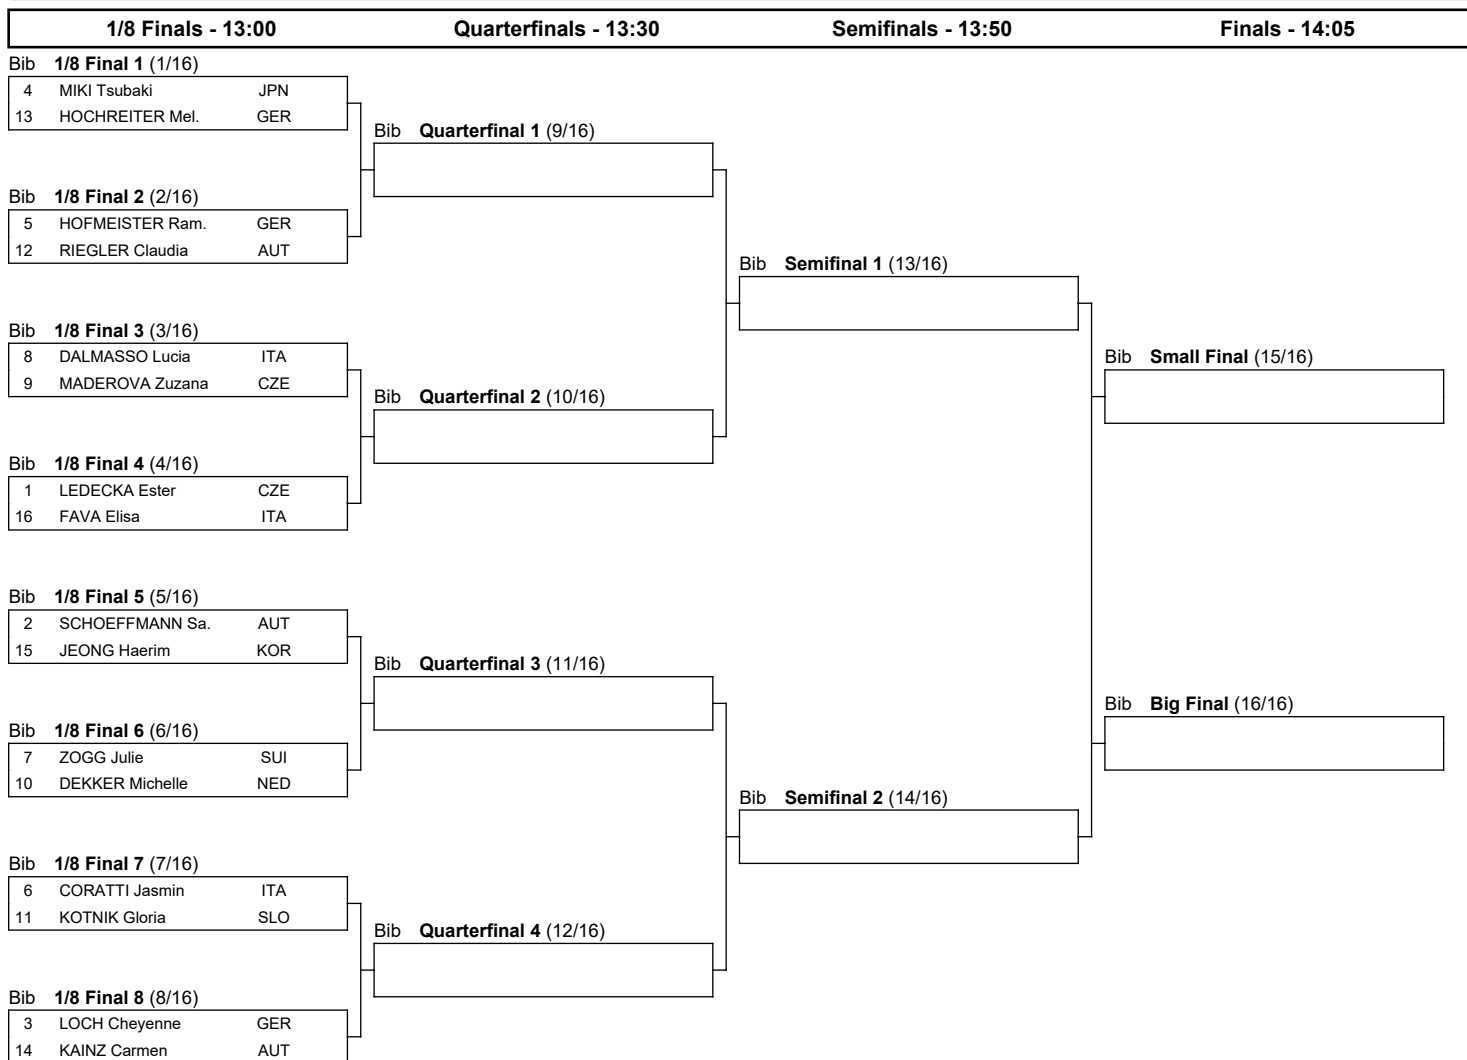 1/8 Finals - 13:00 Quarterfinals - 13:30 Semifinals - 13:50 Finals - 14:05
Bib 1/8 Final 1 (1/16)
4 MIKI Tsubaki JPN
13 HOCHREITER Mel. GER
Bib Quarterfinal 1 (9/16)
Bib 1/8 Final 2 (2/16)
5 HOFMEISTER Ram. GER
12 RIEGLER Claudia AUT
Bib Semifinal 1 (13/16)
Bib 1/8 Final 3 (3/16)
8 DALMASSO Lucia ITA
Bib Small Final (15/16)
9 MADEROVA Zuzana CZE
Bib Quarterfinal 2 (10/16)
Bib 1/8 Final 4 (4/16)
1 LEDECKA Ester CZE
16 FAVA Elisa ITA
Bib 1/8 Final 5 (5/16)
2 SCHOEFFMANN Sa. AUT
15 JEONG Haerim KOR
Bib Quarterfinal 3 (11/16)
Bib Big Final (16/16)
Bib 1/8 Final 6 (6/16)
7 ZOGG Julie SUI
10 DEKKER Michelle NED
Bib Semifinal 2 (14/16)
Bib 1/8 Final 7 (7/16)
6 CORATTI Jasmin ITA
11 KOTNIK Gloria SLO
Bib Quarterfinal 4 (12/16)
Bib 1/8 Final 8 (8/16)
3 LOCH Cheyenne GER
14 KAINZ Carmen AUT